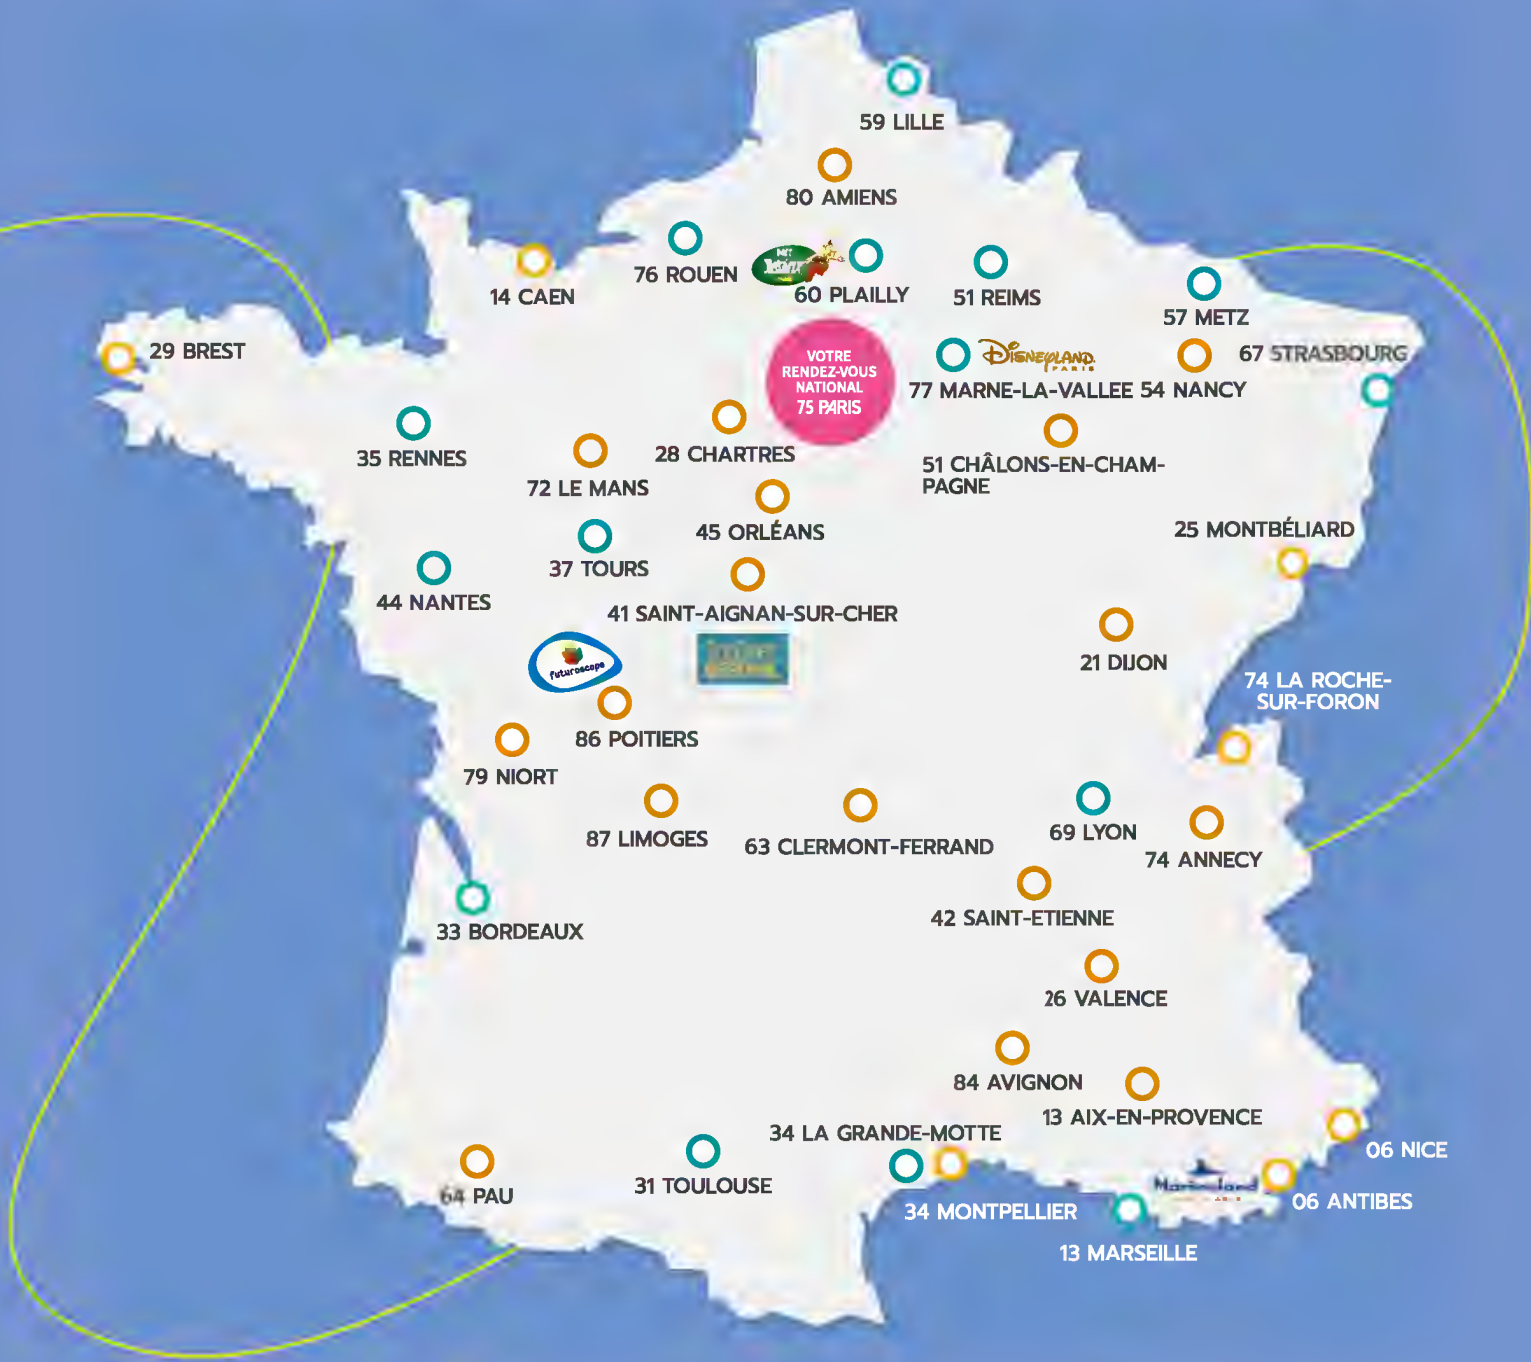 59 LILLE
80 AMIENS
76 ROUEN
Astérix
60 PLAILLY
51 REIMS
14 CAEN
57 METZ
29 BREST
VOTRE
RENDEZ-VOUS
NATIONAL
75 PARIS
DISNEYLAND
PARIS
67 STRASBOURG
77 MARNE-LA-VALLEE
54 NANCY
35 RENNES
28 CHARTRES
72 LE MANS
51 CHÂLONS-EN-CHAM-
PAGNE
45 ORLÉANS
25 MONTBÉLIARD
37 TOURS
44 NANTES
41 SAINT-AIGNAN-SUR-CHER
futuroscope
21 DIJON
74 LA ROCHE-
SUR-FORON
86 POITIERS
79 NIORT
87 LIMOGES
63 CLERMONT-FERRAND
69 LYON
74 ANNECY
33 BORDEAUX
42 SAINT-ETIENNE
26 VALENCE
84 AVIGNON
13 AIX-EN-PROVENCE
34 LA GRANDE-MOTTE
06 NICE
64 PAU
31 TOULOUSE
Marineland
34 MONTPELLIER
06 ANTIBES
13 MARSEILLE